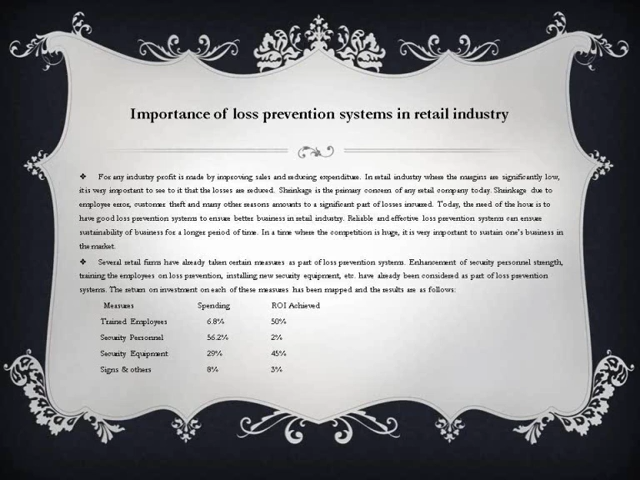 Importance of loss prevention systems in retail industry
❖ For any industry profit is made by improving sales and reducing expenditure. In retail industry where the margins are significantly low,
it is very important to see to it that the losses are reduced. Shrinkage is the primary concern of any retail company today. Shrinkage due to
employee error, customer theft and many other reasons amounts to a significant part of losses incurred. Today, the need of the hour is to
have good loss prevention systems to ensure better business in retail industry. Reliable and effective loss prevention systems can ensure
sustainability of business for a longer period of time. In a time where the competition is huge, it is very important to sustain one's business in
the market.
❖ Several retail firms have already taken certain measures as part of loss prevention systems. Enhancement of security personnel strength,
training the employees on loss prevention, installing new security equipment, etc. have already been considered as part of loss prevention
systems. The return on investment on each of these measures has been mapped and the results are as follows:
Measures Spending ROI Achieved
Trained Employees 6.8% 50%
Security Personnel 56.2% 2%
Security Equipment 29% 45%
Signs & others 8% 3%